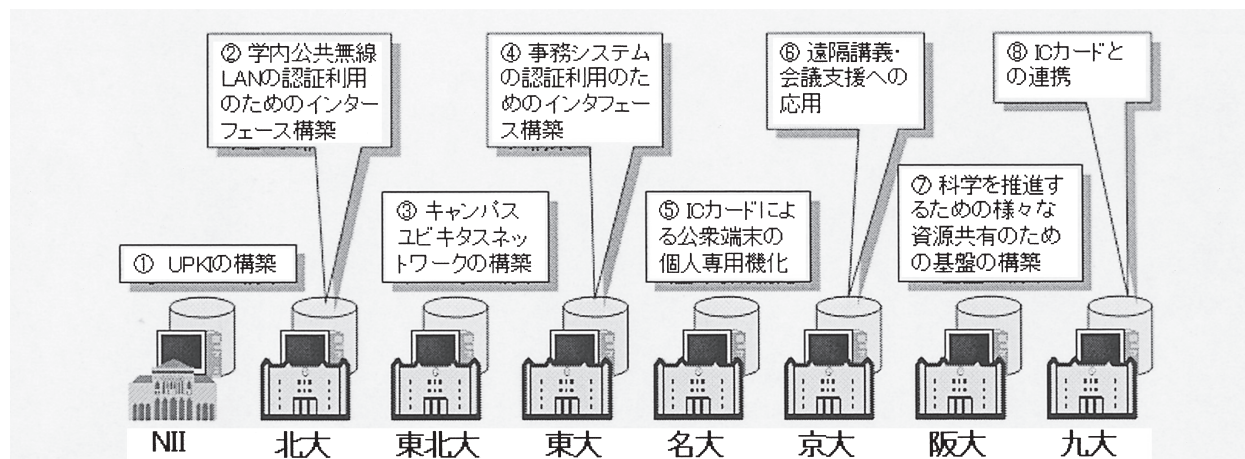 ② 学内公共無線
LANの認証利用
のためのインター
フェース構築
④ 事務システム
の認証利用のた
めのインタフェー
ス構築
⑥ 遠隔講義・
会議支援への
応用
⑧ ICカードと
の連携
① UPKIの構築
③ キャンパス
ユビキタスネッ
トワークの構築
⑤ ICカードによ
る公衆端末の
個人専用機化
⑦ 科学を推進す
るための様々な
資源共有のため
の基盤の構築
NII
北大
東北大
東大
名大
京大
阪大
九大